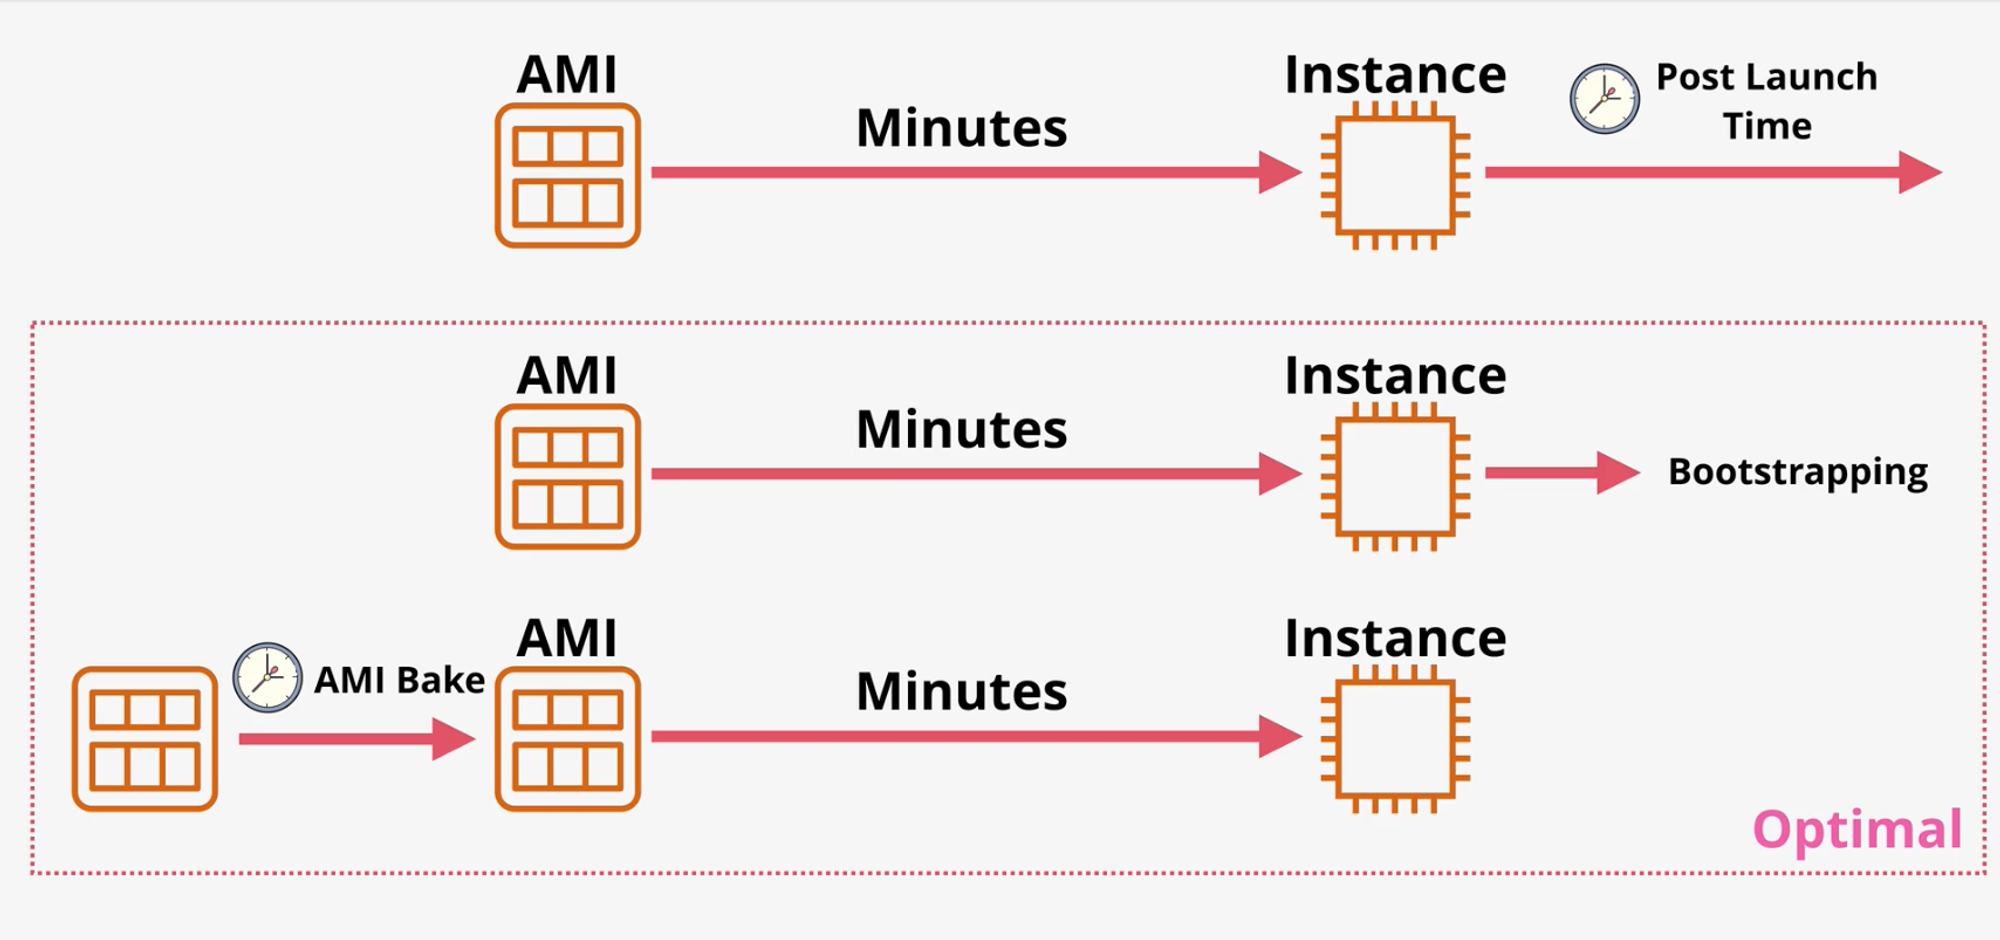 AMI
Minutes
Instance
Post Launch
Time
AMI
Minutes
Instance
Bootstrapping
AMI Bake
AMI
Minutes
Instance
Optimal